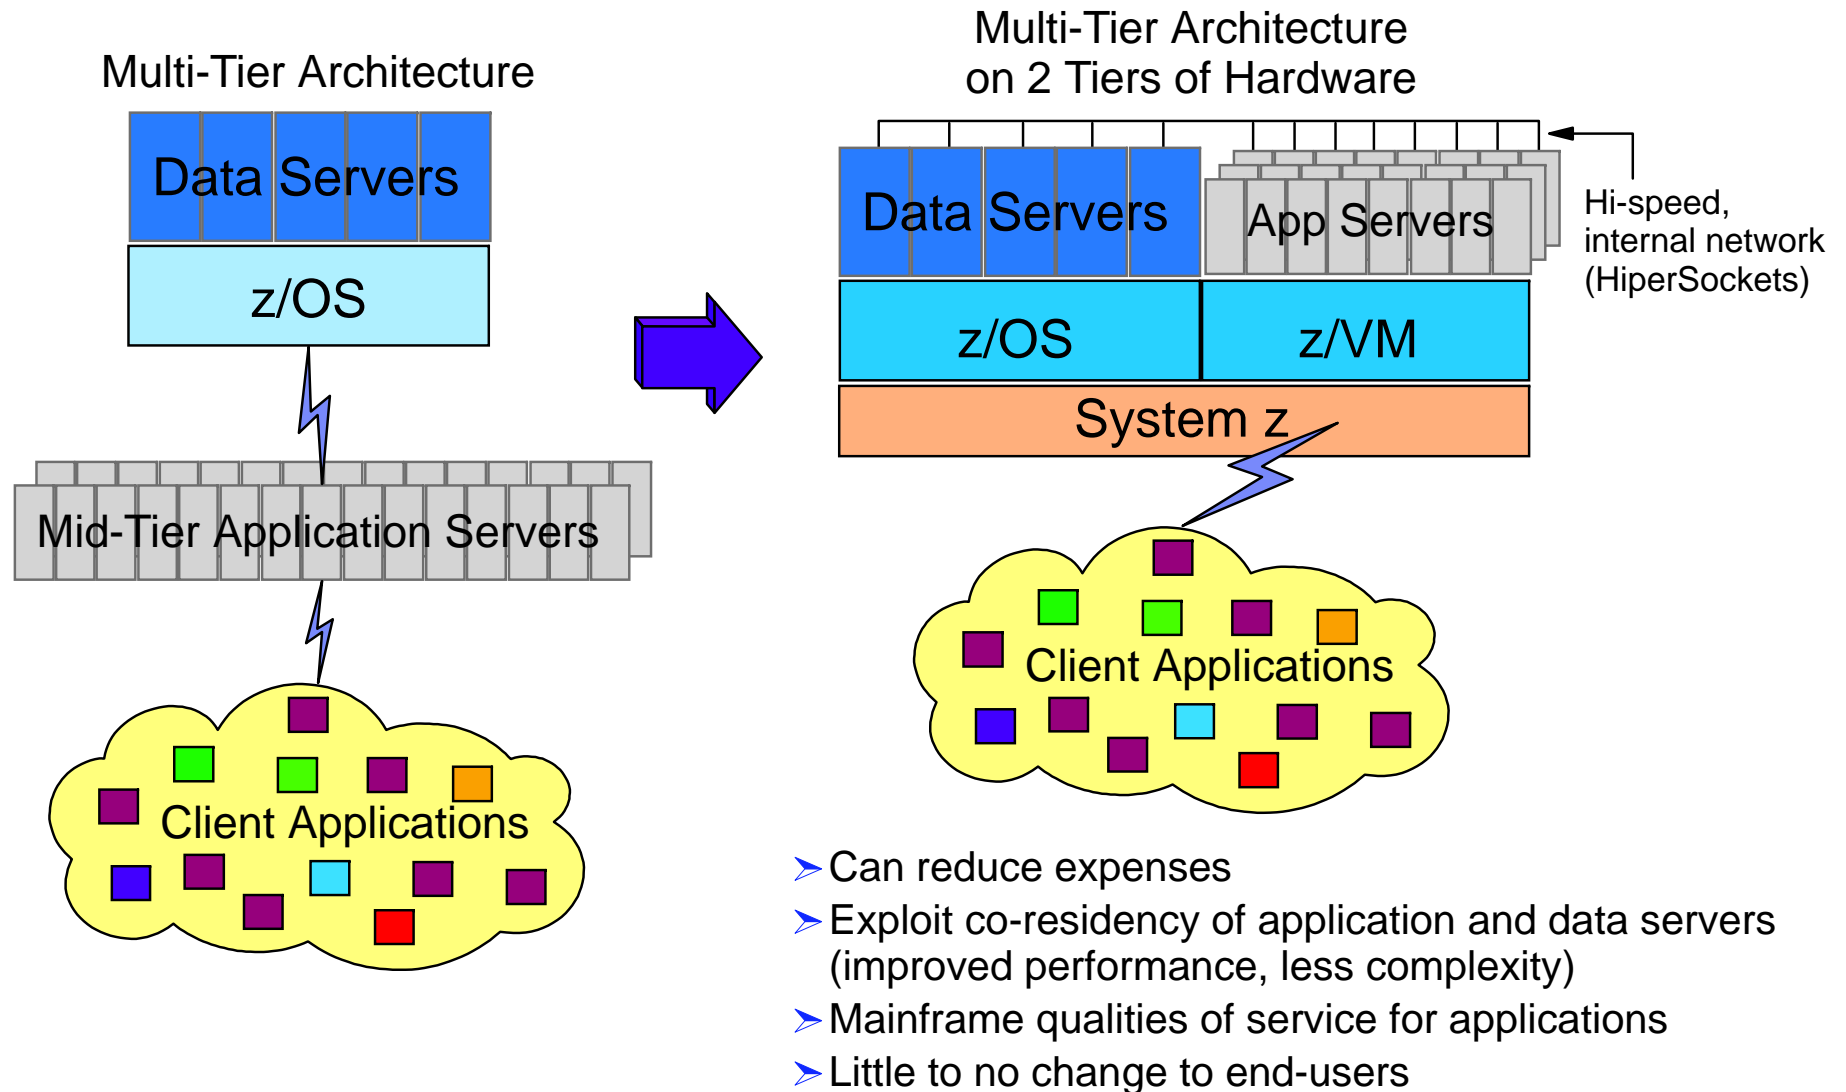 Multi-Tier Architecture
Data Servers
z/OS
Mid-Tier Application Servers
Client Applications
Multi-Tier Architecture
on 2 Tiers of Hardware
Data Servers
App Servers
Hi-speed,
internal network
(HiperSockets)
z/OS
z/VM
System z
Client Applications
➢Can reduce expenses
➢Exploit co-residency of application and data servers
(improved performance, less complexity)
➢Mainframe qualities of service for applications
➢Little to no change to end-users